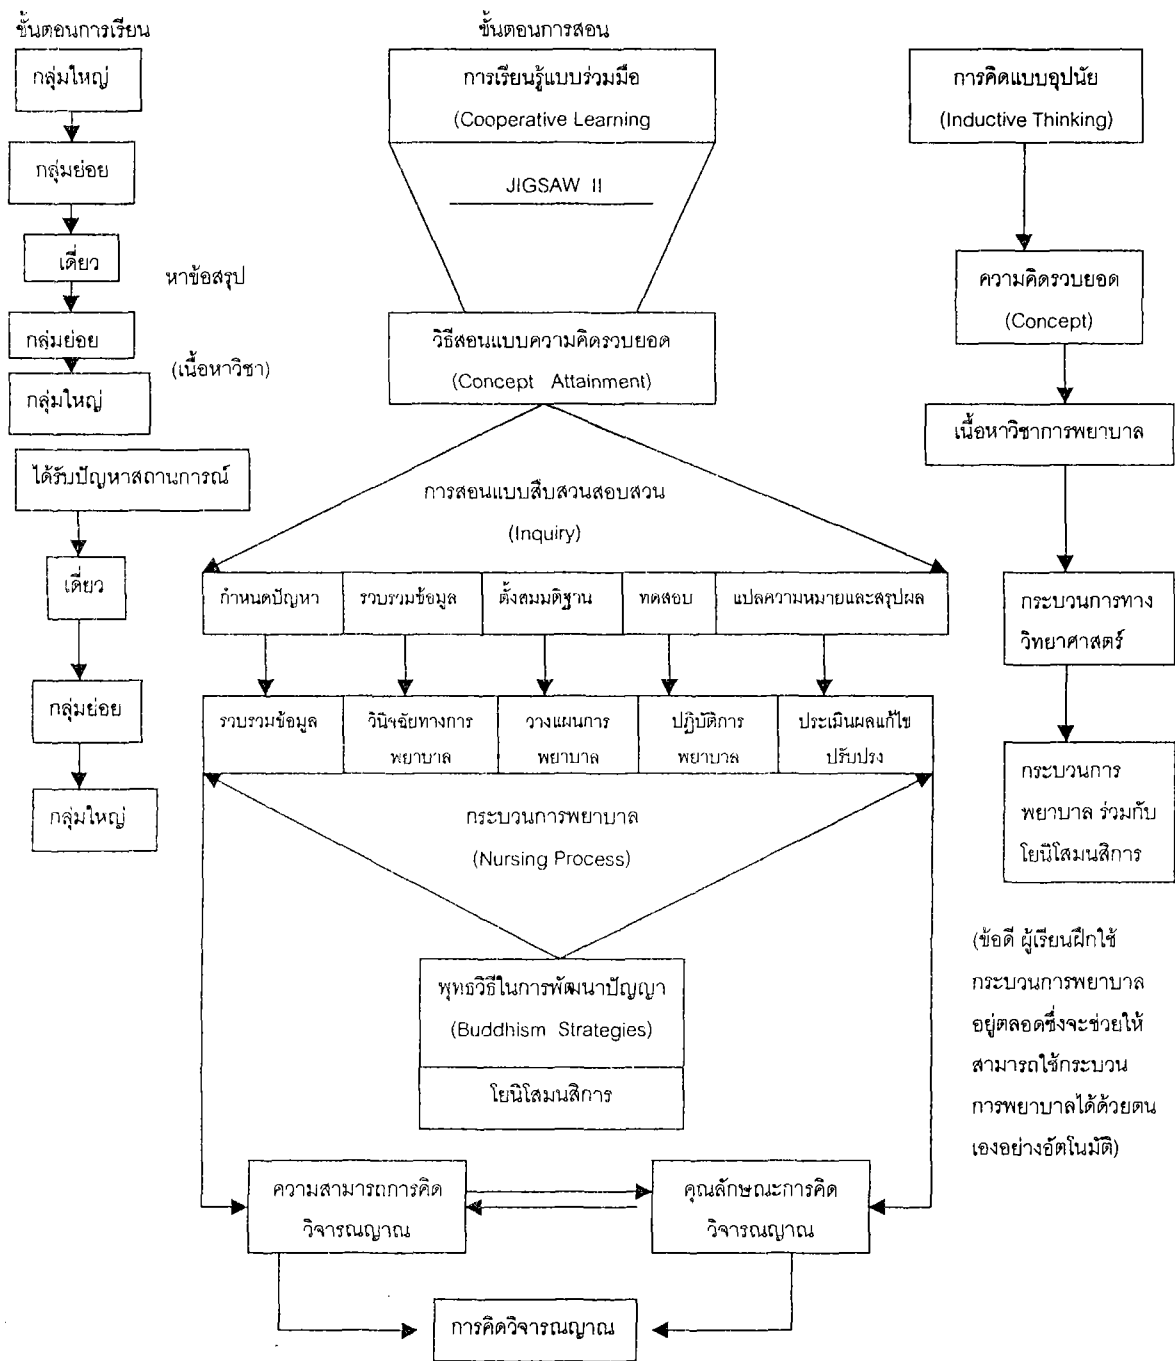 ขั้นตอนการเรียน
กลุ่มใหญ่
กลุ่มย่อย
เดี่ยว
หาข้อสรุป
กลุ่มย่อย
(เนื้อหาวิชา)
กลุ่มใหญ่
ได้รับปัญหาสถานการณ์
เดี่ยว
กลุ่มย่อย
กลุ่มใหญ่
ขั้นตอนการสอน
การเรียนรู้แบบร่วมมือ
(Cooperative Learning
JIGSAW II
วิธีสอนแบบความคิดรวบยอด
(Concept Attainment)
การสอนแบบสืบสวนสอบสวน
(Inquiry)
กำหนดปัญหา
รวบรวมข้อมูล
ตั้งสมมติฐาน
ทดสอบ
แปลความหมายและสรุปผล
รวบรวมข้อมูล
วินิจฉัยทางการ
พยาบาล
วางแผนการ
พยาบาล
ปฏิบัติการ
พยาบาล
ประเมินผลแก้ไข
ปรับปรง
กระบวนการพยาบาล
(Nursing Process)
พุทธวิธีในการพัฒนาปัญญา
(Buddhism Strategies)
โยนิโสมนสิการ
ความสามารถการคิด
วิจารณญาณ
คุณลักษณะการคิด
วิจารณญาณ
การคิดวิจารณญาณ
การคิดแบบอุปนัย
(Inductive Thinking)
ความคิดรวบยอด
(Concept)
เนื้อหาวิชาการพยาบาล
กระบวนการทาง
วิทยาศาสตร์
กระบวนการ
พยาบาล ร่วมกับ
โยนิโสมนสิการ
(ข้อดี ผู้เรียนฝึกใช้
กระบวนการพยาบาล
อยู่ตลอดซึ่งจะช่วยให้
สามารถใช้กระบวน
การพยาบาลได้ด้วยตน
เองอย่างอัตโนมัติ)